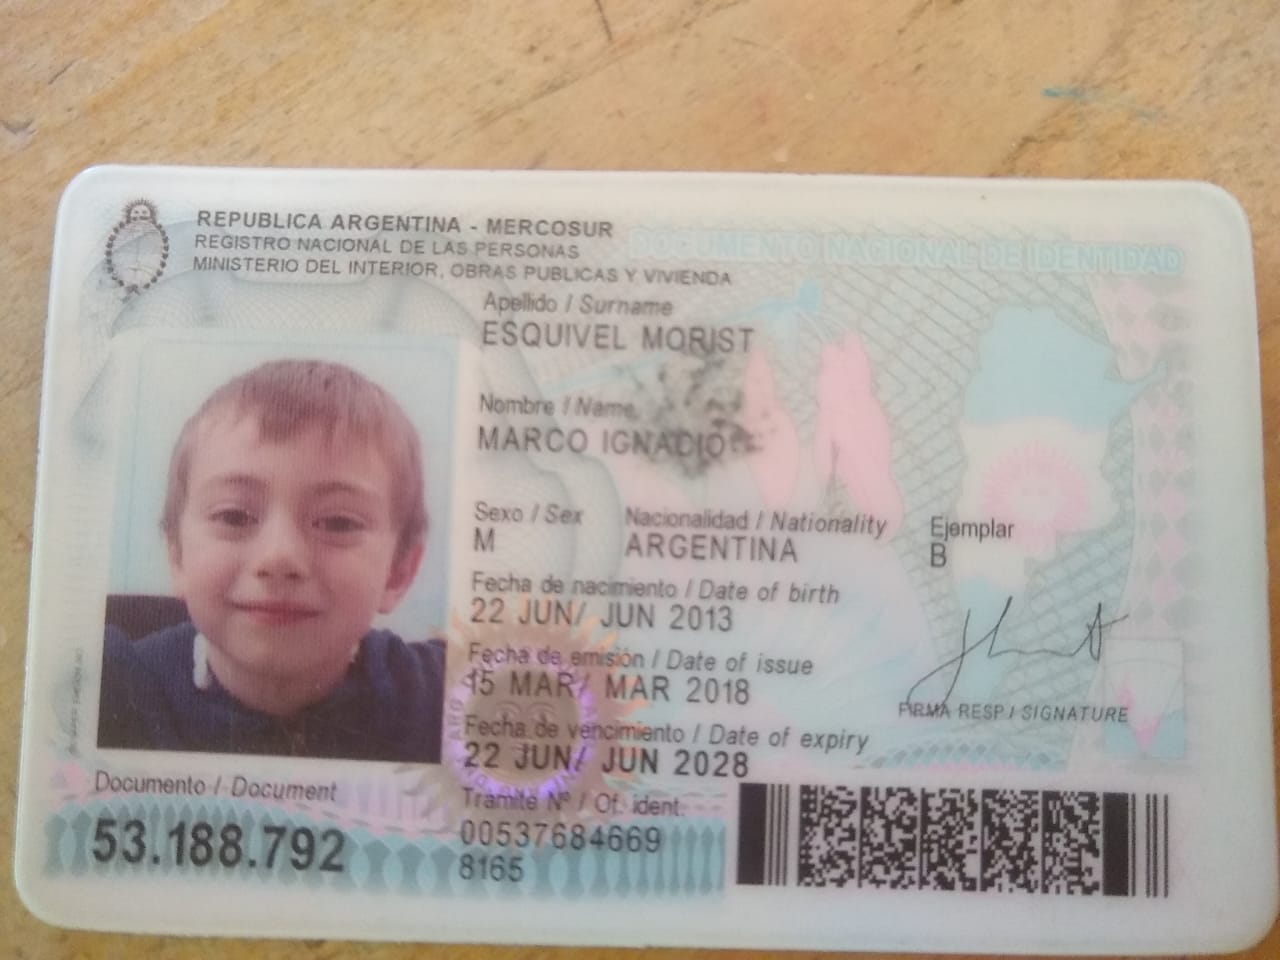 REPUBLICA ARGENTINA - MERCOSUR
REGISTRO NACIONAL DE LAS PERSONAS
MINISTERIO DEL INTERIOR, OBRAS PUBLICAS Y VIVIENDA
DOCUMENTO NACIONAL DE IDENTIDAD
Apellido / Surname
ESQUIVEL MORIST
Nombre / Name
MARCO IGNACIO
Sexo / Sex
M
Nacionalidad / Nationality
ARGENTINA
Ejemplar
B
Fecha de nacimiento / Date of birth
22 JUN/ JUN 2013
Fecha de emisión / Date of issue
15 MAR/ MAR 2018
FIRMA RESP / SIGNATURE
Fecha de vencimiento / Date of expiry
22 JUN/ JUN 2028
Documento / Document
53.188.792
Tramite Nº / Of. ident.
00537684669
8165